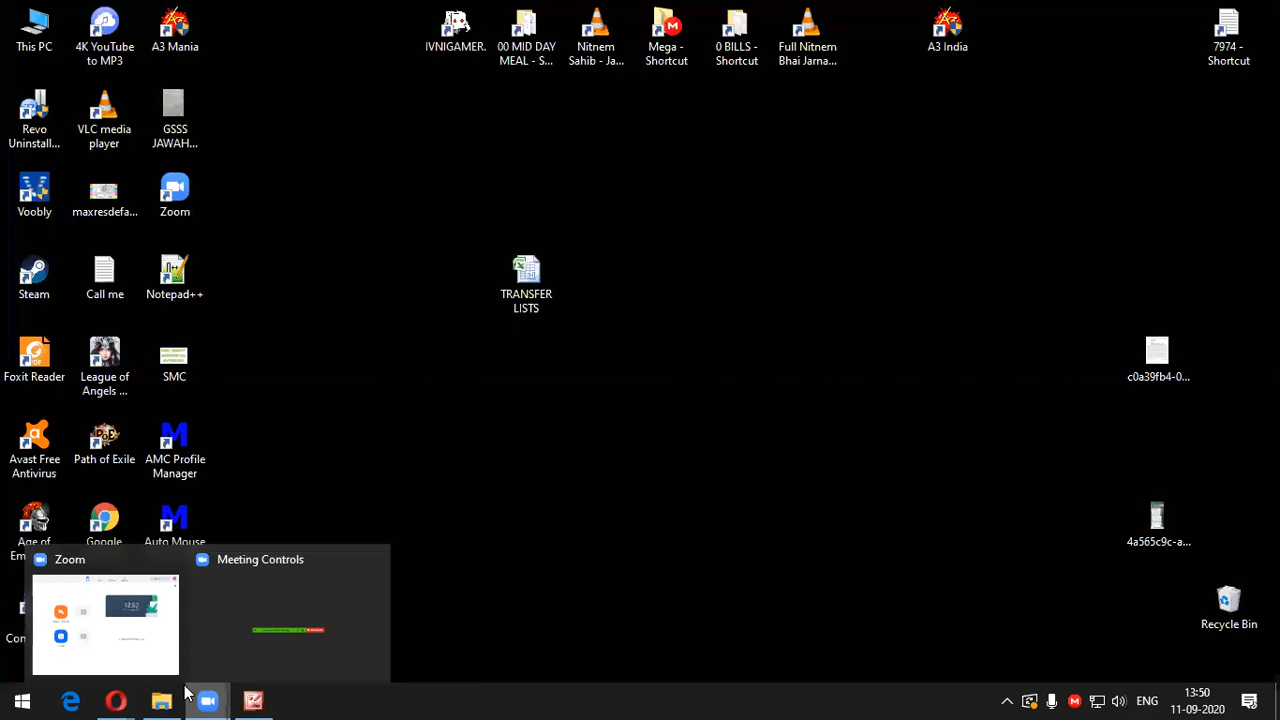 This PC
4K YouTube
to MP3
A3 Mania
IVNIGAMER.
00 MID DAY
MEAL - S...
Nitnem
Sahib - Ja...
Mega -
Shortcut
0 BILLS -
Shortcut
Full Nitnem
Bhai Jarna...
A3 India
7974 -
Shortcut
Revo
Uninstall...
VLC media
player
GSSS
JAWAH...
Voobly
maxresdefa...
Zoom
Steam
Call me
Notepad++
TRANSFER
LISTS
Foxit Reader
League of
Angels ...
SMC
c0a39fb4-0...
Avast Free
Antivirus
Path of Exile
AMC Profile
Manager
Age of
Em
Google
Auto Mouse
4a565c9c-a...
Con
Zoom
Meeting Controls
12:52
Recycle Bin
ENG
13:50
11-09-2020